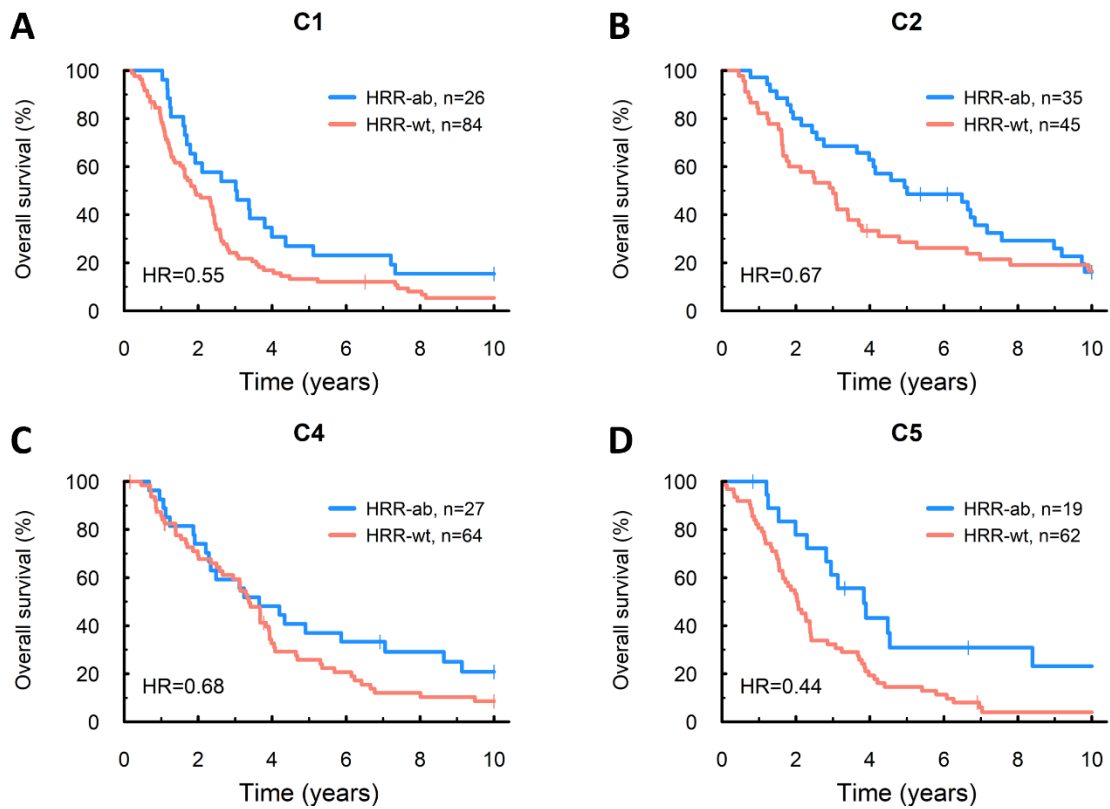 A
C1
Overall survival (%)
100
80
60
40
20
0
HRR-ab, n=26
HRR-wt, n=84
HR=0.55
0 2 4 6 8 10
Time (years)
B
C2
Overall survival (%)
100
80
60
40
20
0
HRR-ab, n=35
HRR-wt, n=45
HR=0.67
0 2 4 6 8 10
Time (years)
C
C4
Overall survival (%)
100
80
60
40
20
0
HRR-ab, n=27
HRR-wt, n=64
HR=0.68
0 2 4 6 8 10
Time (years)
D
C5
Overall survival (%)
100
80
60
40
20
0
HRR-ab, n=19
HRR-wt, n=62
HR=0.44
0 2 4 6 8 10
Time (years)